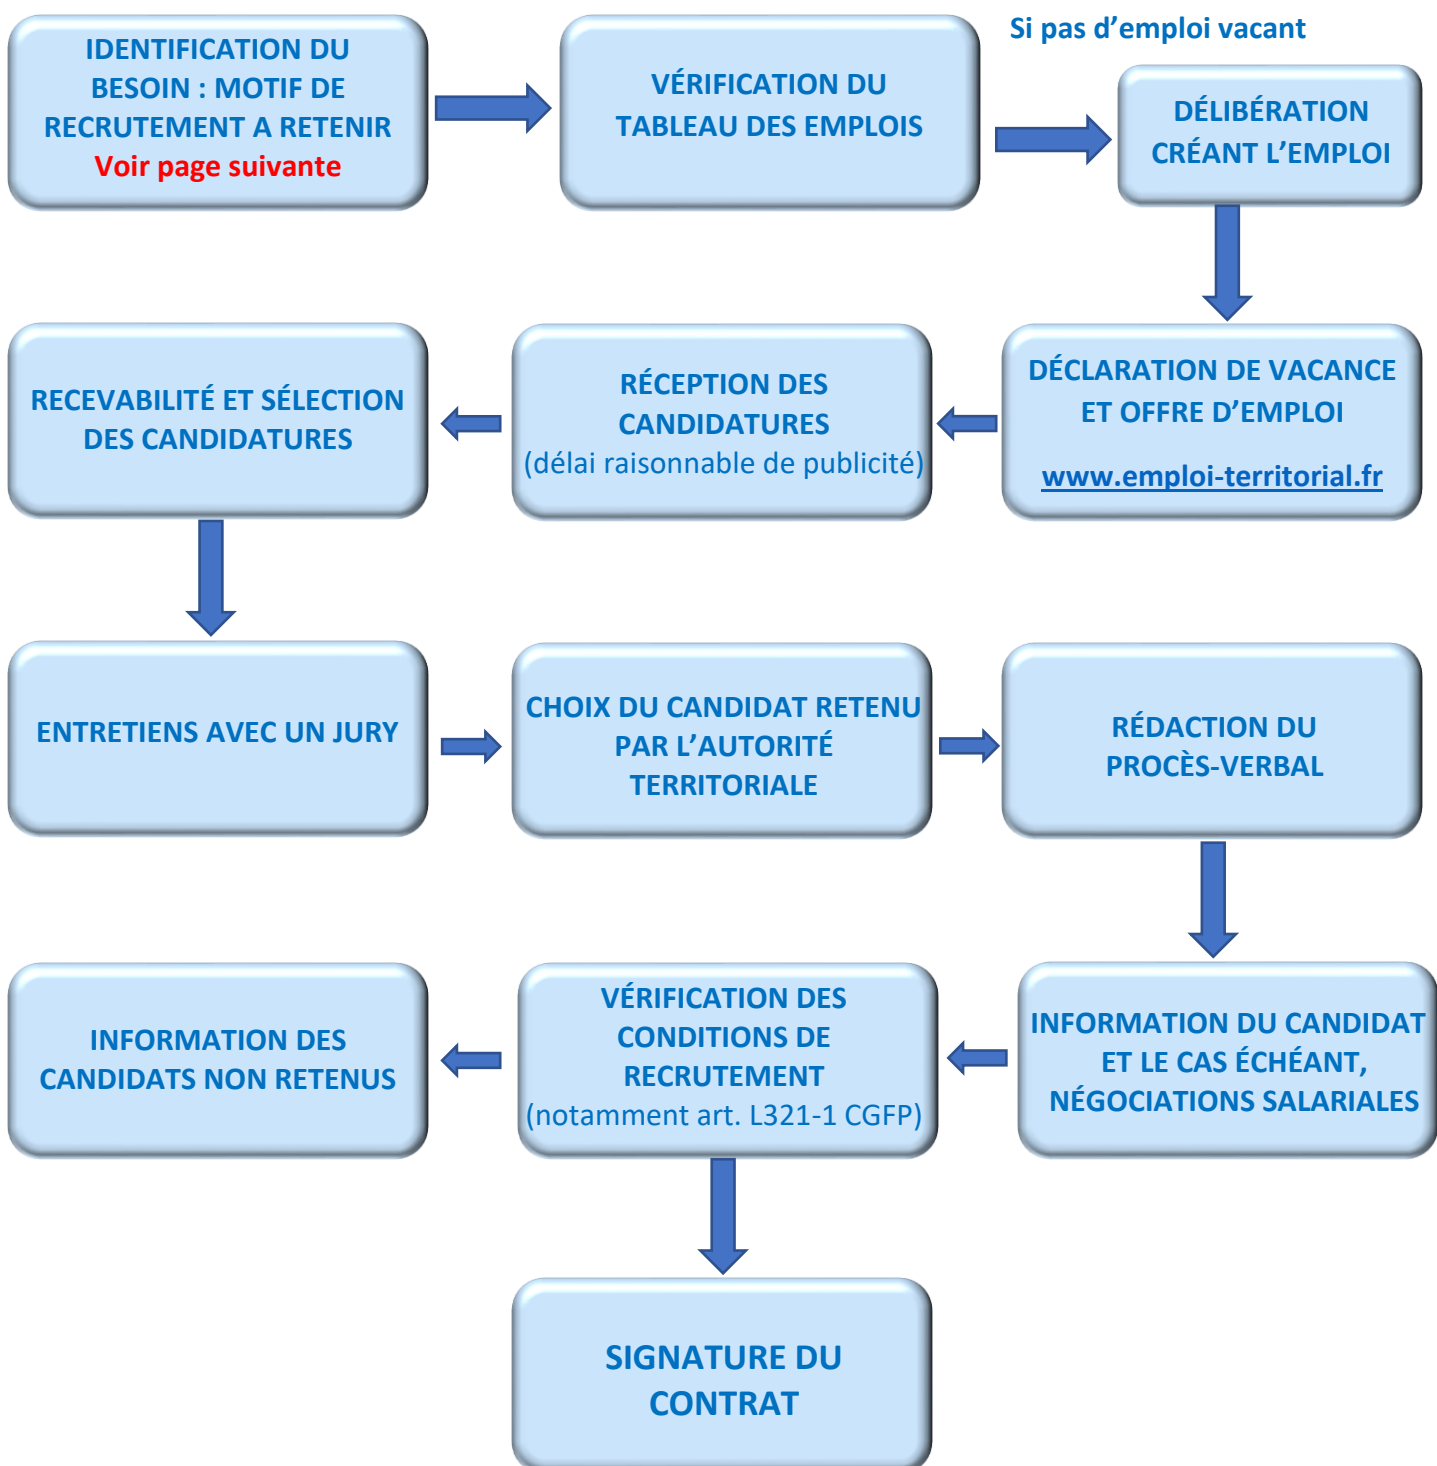 IDENTIFICATION DU
BESOIN : MOTIF DE
RECRUTEMENT A RETENIR
Voir page suivante
VÉRIFICATION DU
TABLEAU DES EMPLOIS
Si pas d’emploi vacant
DÉLIBÉRATION
CRÉANT L’EMPLOI
DÉCLARATION DE VACANCE
ET OFFRE D’EMPLOI
www.emploi-territorial.fr
RÉCEPTION DES
CANDIDATURES
(délai raisonnable de publicité)
RECEVABILITÉ ET SÉLECTION
DES CANDIDATURES
ENTRETIENS AVEC UN JURY
CHOIX DU CANDIDAT RETENU
PAR L’AUTORITÉ
TERRITORIALE
RÉDACTION DU
PROCÈS-VERBAL
INFORMATION DU CANDIDAT
ET LE CAS ÉCHÉANT,
NÉGOCIATIONS SALARIALES
VÉRIFICATION DES
CONDITIONS DE
RECRUTEMENT
(notamment art. L321-1 CGFP)
INFORMATION DES
CANDIDATS NON RETENUS
SIGNATURE DU
CONTRAT